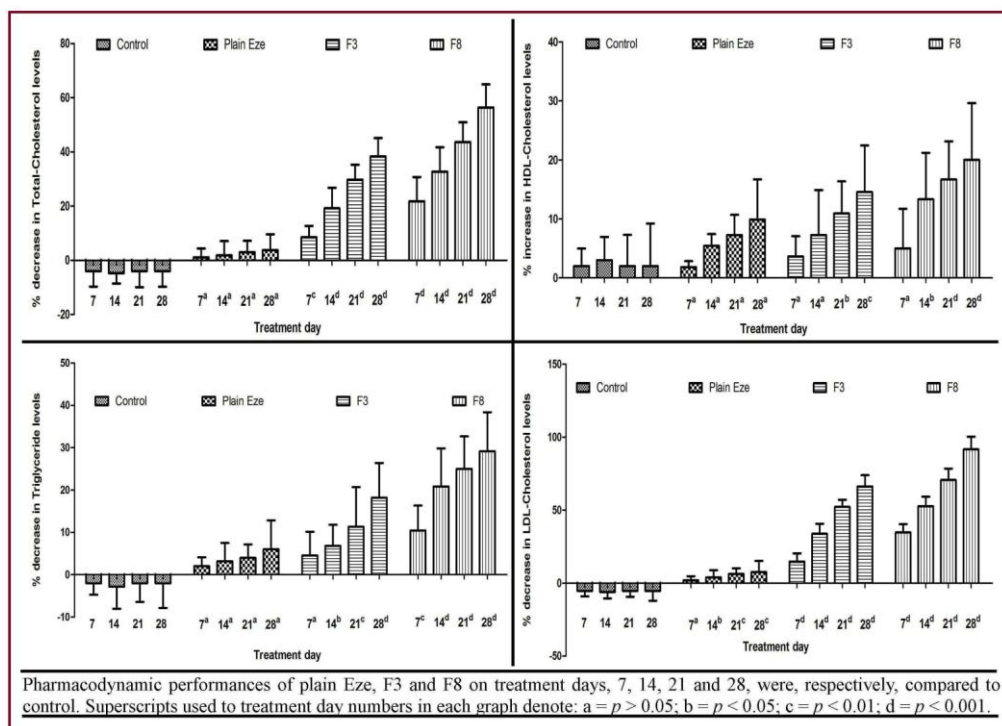 Control Plain Eze F3 F8
% decrease in Total-Cholesterol levels
80
60
40
20
0
-20
7 14 21 28 7ᵃ 14ᵃ 21ᵃ 28ᵃ 7ᶜ 14ᵈ 21ᵈ 28ᵈ 7ᵈ 14ᵈ 21ᵈ 28ᵈ
Treatment day
Control Plain Eze F3 F8
% increase in HDL-Cholesterol levels
40
30
20
10
0
7 14 21 28 7ᵃ 14ᵃ 21ᵃ 28ᵃ 7ᵃ 14ᵃ 21ᵇ 28ᶜ 7ᵃ 14ᵇ 21ᵈ 28ᵈ
Treatment day
Control Plain Eze F3 F8
% decrease in Triglyceride levels
50
40
30
20
10
0
-10
7 14 21 28 7ᵃ 14ᵃ 21ᵃ 28ᵃ 7ᵃ 14ᵇ 21ᶜ 28ᵈ 7ᶜ 14ᵈ 21ᵈ 28ᵈ
Treatment day
Control Plain Eze F3 F8
% decrease in LDL-Cholesterol levels
150
100
50
0
-50
7 14 21 28 7ᵃ 14ᵇ 21ᶜ 28ᶜ 7ᵈ 14ᵈ 21ᵈ 28ᵈ 7ᵈ 14ᵈ 21ᵈ 28ᵈ
Treatment day
Pharmacodynamic performances of plain Eze, F3 and F8 on treatment days, 7, 14, 21 and 28, were, respectively, compared to
control. Superscripts used to treatment day numbers in each graph denote: a = p > 0.05; b = p < 0.05; c = p < 0.01; d = p < 0.001.